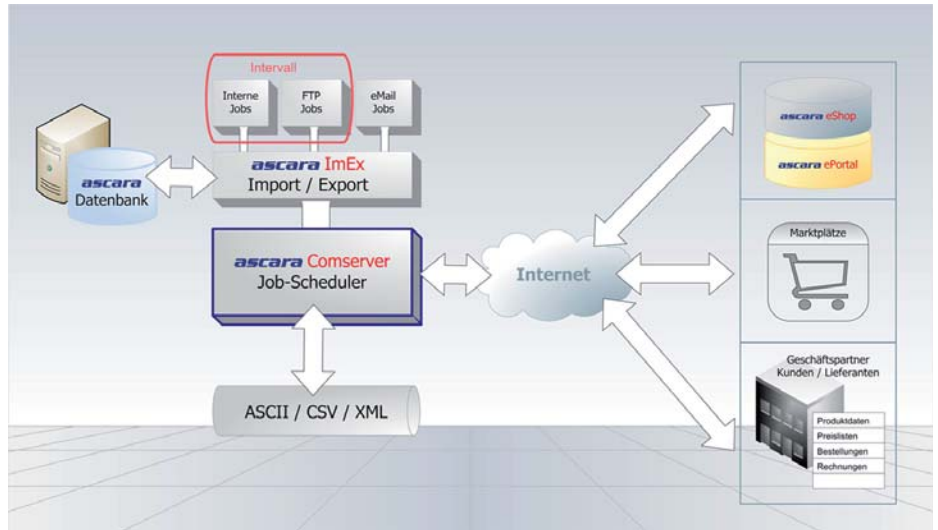 Intervall
Interne
Jobs
FTP
Jobs
eMail
Jobs
ascara ImEx
Import / Export
ascara
Datenbank
ascara Comserver
Job-Scheduler
ASCII / CSV / XML
Internet
ascara eShop
ascara ePortal
Marktplätze
Geschäftspartner
Kunden / Lieferanten
Produktdaten
Preislisten
Bestellungen
Rechnungen